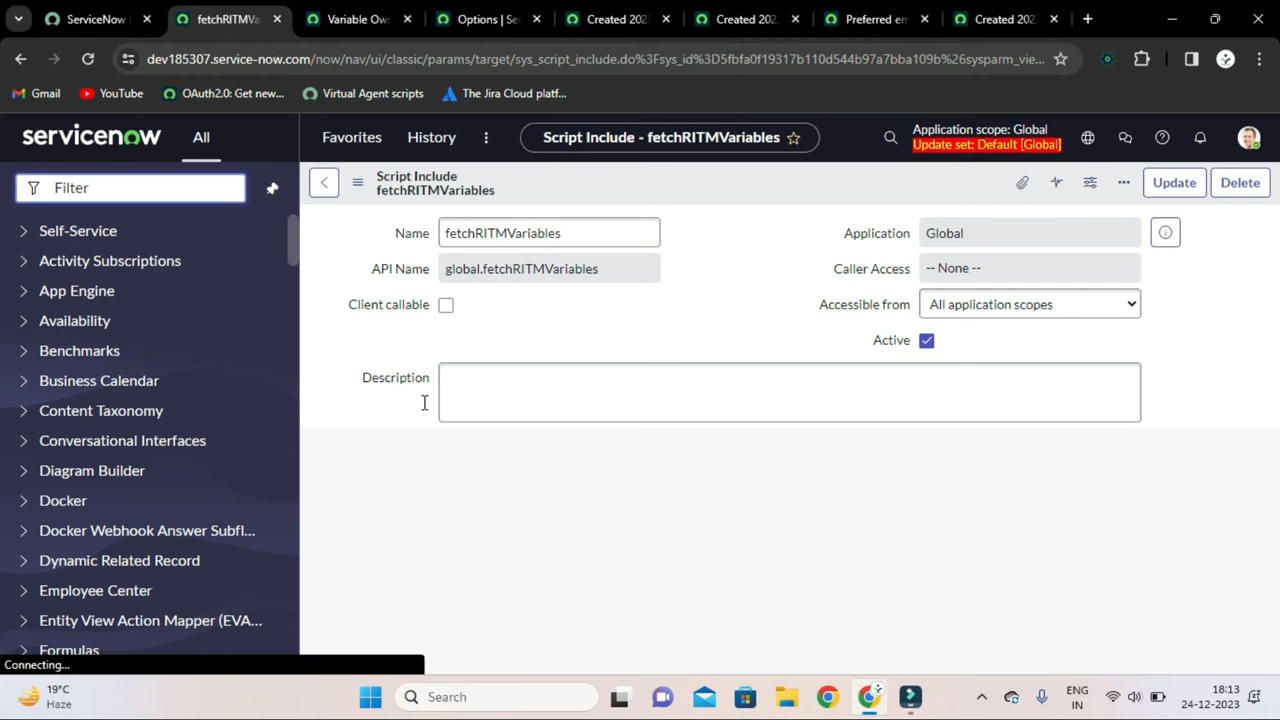 ServiceNow
fetchRITMVa
Variable Ow
Options | Se
Created 202
Created 202
Preferred em
Created 202
dev185307.service-now.com/now/nav/ui/classic/params/target/sys_script_include.do%3Fsys_id%3D5fbfa0f19317b110d544b97a7bba109b%26sysparm_vie...
Gmail
YouTube
OAuth2.0: Get new...
Virtual Agent scripts
The Jira Cloud platf...
servicenow
All
Favorites
History
Script Include - fetchRITMVariables
Application scope: Global
Update set: Default [Global]
Filter
Script Include
fetchRITMVariables
Update
Delete
Self-Service
Activity Subscriptions
App Engine
Availability
Benchmarks
Business Calendar
Content Taxonomy
Conversational Interfaces
Diagram Builder
Docker
Docker Webhook Answer Subfl...
Dynamic Related Record
Employee Center
Entity View Action Mapper (EVA...
Formulas
Name
fetchRITMVariables
Application
Global
API Name
global.fetchRITMVariables
Caller Access
-- None --
Client callable
Accessible from
All application scopes
Active
Description
Connecting...
19°C
Haze
Search
ENG
IN
18:13
24-12-2023